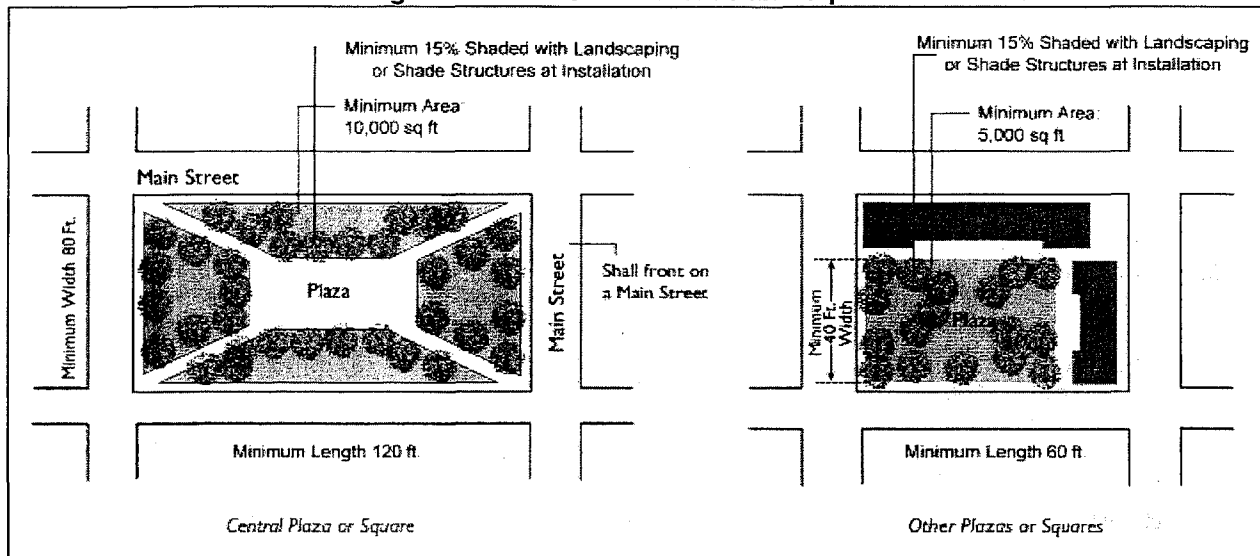 Minimum 15% Shaded with Landscaping
or Shade Structures at Installation
Minimum Area:
10,000 sq ft
Main Street
Minimum Width 80 Ft.
Plaza
Main Street
Shall front on
a Main Street
Minimum Length 120 ft.
Central Plaza or Square
Minimum 15% Shaded with Landscaping
or Shade Structures at Installation
Minimum Area:
5,000 sq ft
Minimum
40 Ft.
Width
Plaza
Minimum Length 60 ft.
Other Plazas or Squares